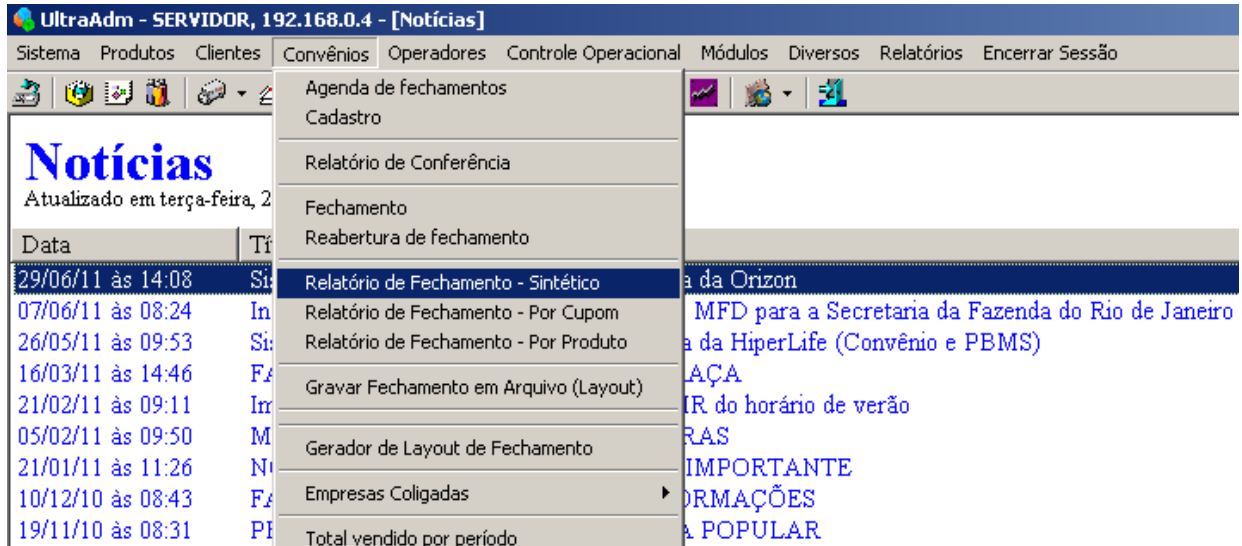 UltraAdm - SERVIDOR, 192.168.0.4 - [Notícias]
Sistema Produtos Clientes Convênios Operadores Controle Operacional Módulos Diversos Relatórios Encerrar Sessão
Agenda de fechamentos
Cadastro
Relatório de Conferência
Fechamento
Reabertura de fechamento
Relatório de Fechamento - Sintético
Relatório de Fechamento - Por Cupom
Relatório de Fechamento - Por Produto
Gravar Fechamento em Arquivo (Layout)
Gerador de Layout de Fechamento
Empresas Coligadas
Total vendido por período
Notícias
Atualizado em terça-feira, 2
Data
29/06/11 às 14:08 da Orizon
07/06/11 às 08:24 MFD para a Secretaria da Fazenda do Rio de Janeiro
26/05/11 às 09:53 a da HiperLife (Convênio e PBMS)
16/03/11 às 14:46 AÇA
21/02/11 às 09:11 IR do horário de verão
05/02/11 às 09:50 RAS
21/01/11 às 11:26 IMPORTANTE
10/12/10 às 08:43 ORMAÇÕES
19/11/10 às 08:31 A POPULAR